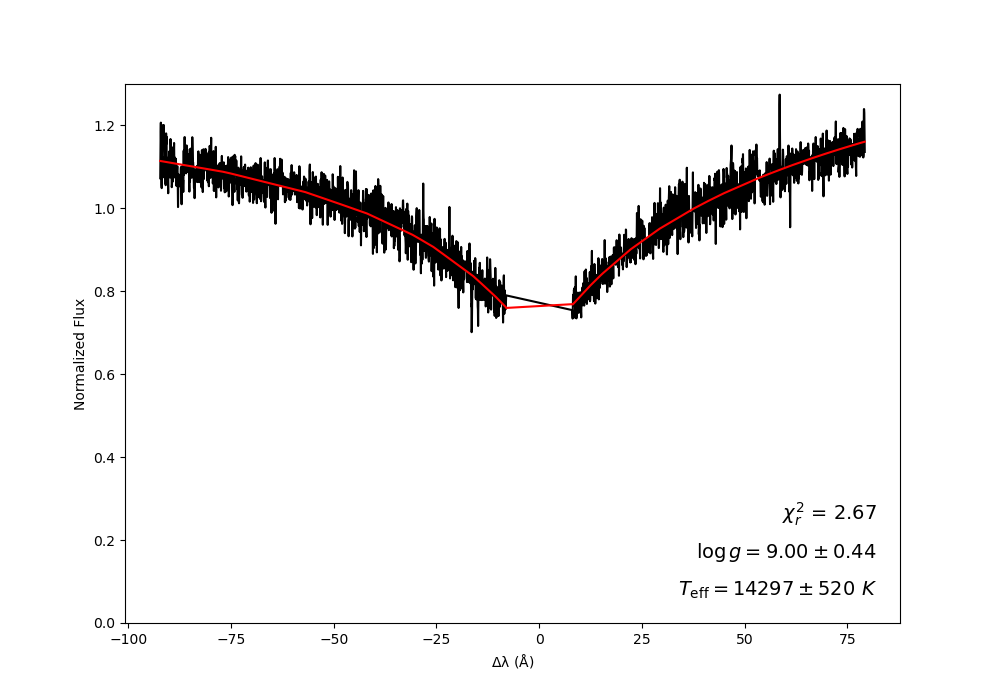 1.2
1.0
0.8
0.6
0.4
0.2
0.0
Normalized Flux
χ²ᵣ = 2.67
log g = 9.00 ± 0.44
T_eff = 14297 ± 520 K
−100 −75 −50 −25 0 25 50 75
Δλ (Å)